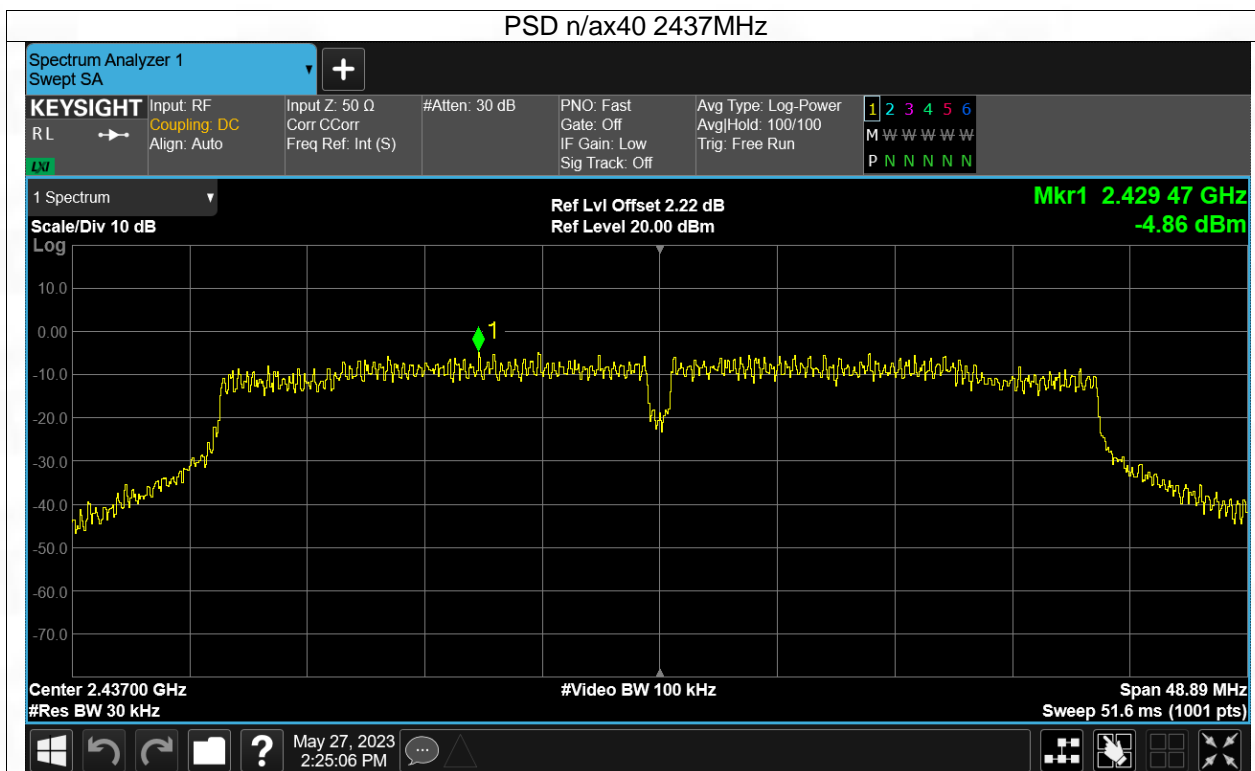 PSD n/ax40 2437MHz
Spectrum Analyzer 1
Swept SA
KEYSIGHT
RL
LXI
Input: RF
Coupling: DC
Align: Auto
Input Z: 50 Ω
Corr CCorr
Freq Ref: Int (S)
#Atten: 30 dB
PNO: Fast
Gate: Off
IF Gain: Low
Sig Track: Off
Avg Type: Log-Power
Avg|Hold: 100/100
Trig: Free Run
1 2 3 4 5 6
M W W W W W
P N N N N N
1 Spectrum
Scale/Div 10 dB
Log
Ref Lvl Offset 2.22 dB
Ref Level 20.00 dBm
Mkr1 2.429 47 GHz
-4.86 dBm
10.0
0.00
1
-10.0
-20.0
-30.0
-40.0
-50.0
-60.0
-70.0
Center 2.43700 GHz
#Res BW 30 kHz
#Video BW 100 kHz
Span 48.89 MHz
Sweep 51.6 ms (1001 pts)
?
May 27, 2023
2:25:06 PM